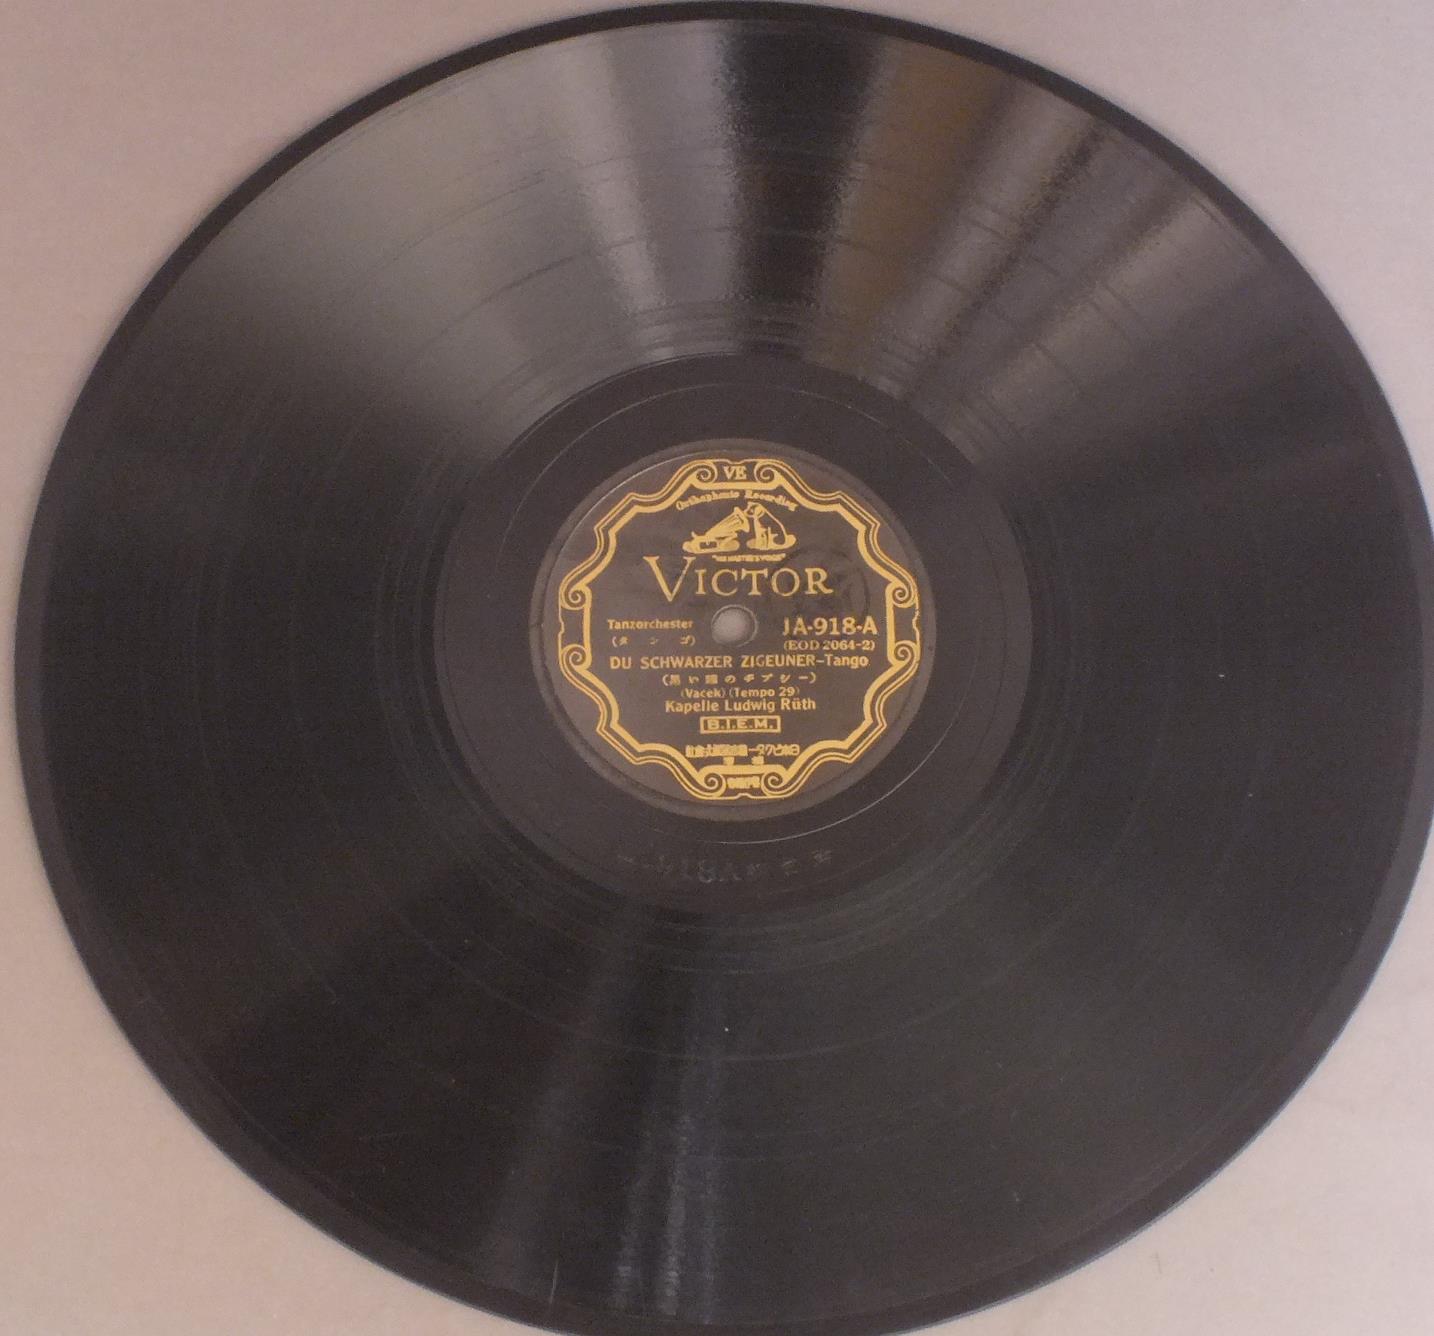 VE
Orthophonic Recording
"HIS MASTER'S VOICE"
VICTOR
Tanzorchester JA-918-A
(タンゴ) (EOD 2064-2)
DU SCHWARZER ZIGEUNER-Tango
(黒い瞳のヂプシー)
(Vacek) (Tempo 29)
Kapelle Ludwig Rüth
B.I.E.M.